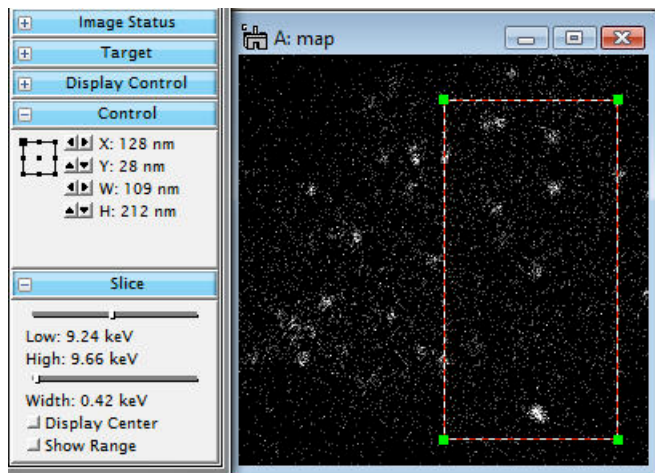 Image Status
Target
Display Control
Control
X: 128 nm
Y: 28 nm
W: 109 nm
H: 212 nm
Slice
Low: 9.24 keV
High: 9.66 keV
Width: 0.42 keV
Display Center
Show Range
A: map